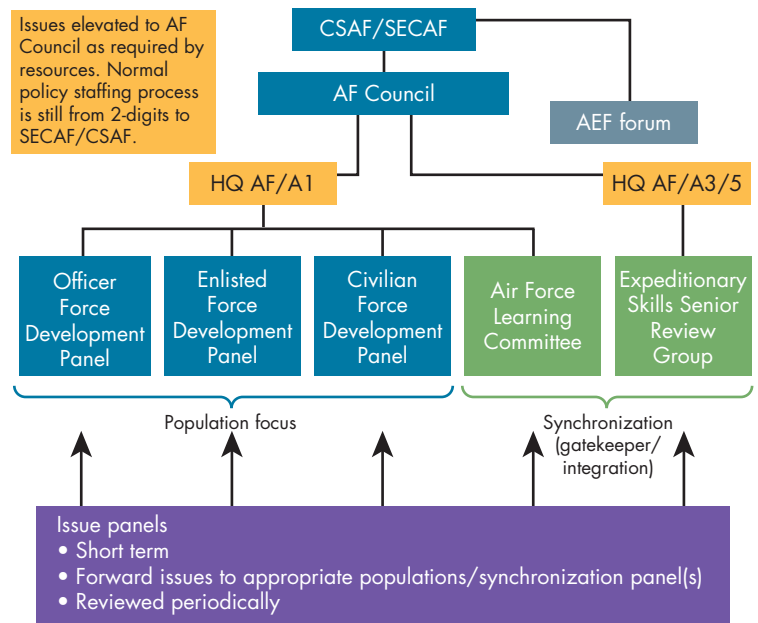 Issues elevated to AF
Council as required by
resources. Normal
policy staffing process
is still from 2-digits to
SECAF/CSAF.
CSAF/SECAF
AF Council
AEF forum
HQ AF/A1
HQ AF/A3/5
Officer
Force
Development
Panel
Enlisted
Force
Development
Panel
Civilian
Force
Development
Panel
Air Force
Learning
Committee
Expeditionary
Skills Senior
Review
Group
Population focus
Synchronization
(gatekeeper/
integration)
Issue panels
• Short term
• Forward issues to appropriate populations/synchronization panel(s)
• Reviewed periodically